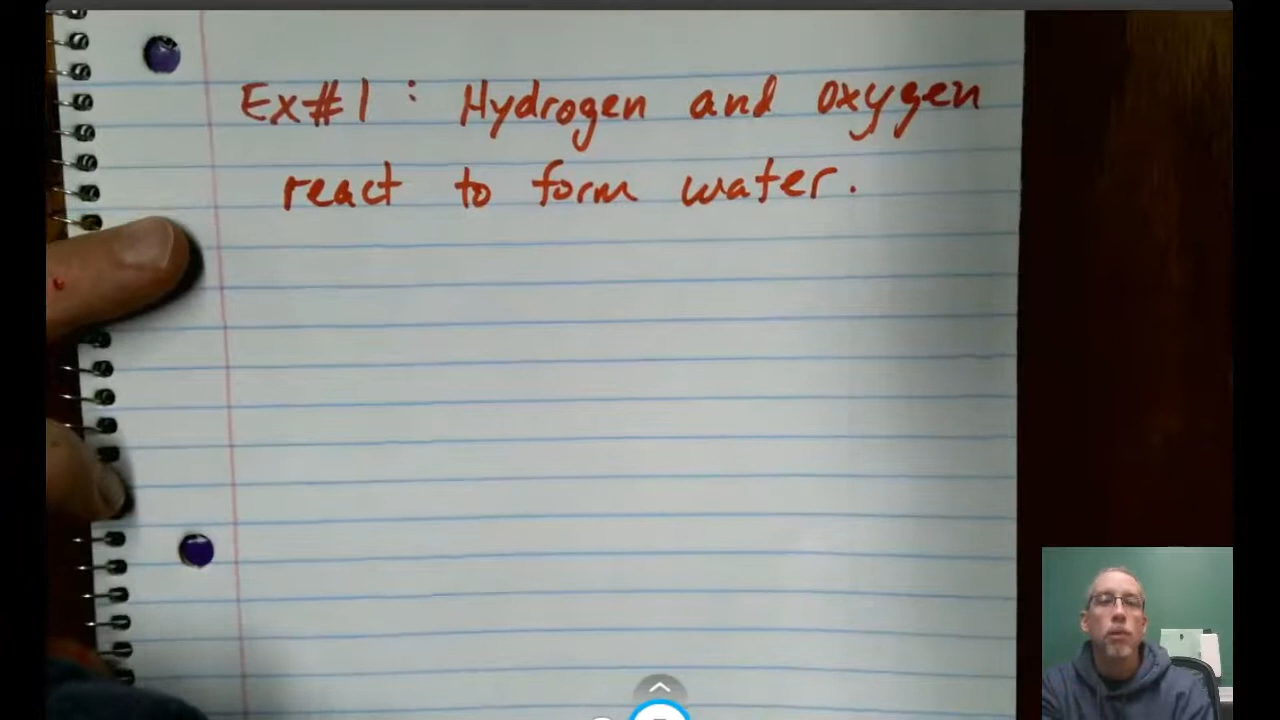 Ex#1 : Hydrogen and oxygen
react to form water.